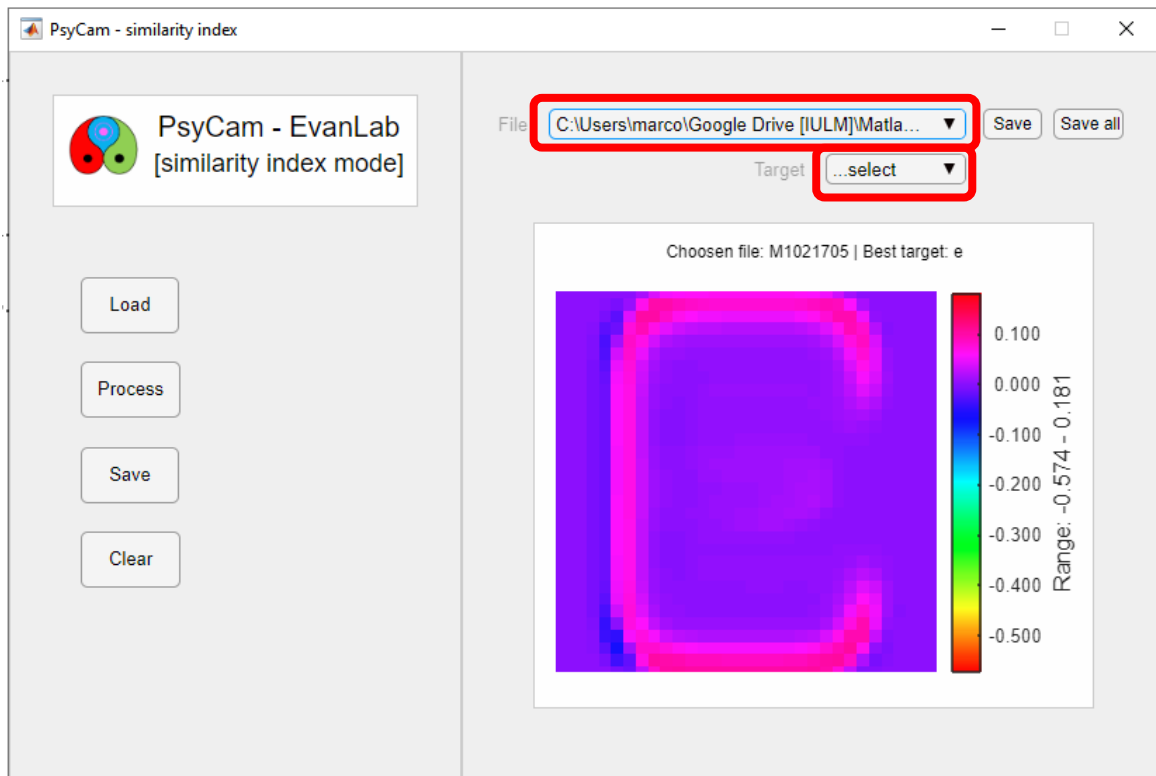 PsyCam - similarity index
PsyCam - EvanLab
[similarity index mode]
Load
Process
Save
Clear
File C:\Users\marco\Google Drive [IULM]\Matla... Save Save all
Target ...select
Choosen file: M1021705 | Best target: e
0.100
0.000
-0.100
-0.200
-0.300
-0.400
-0.500
Range: -0.574 - 0.181